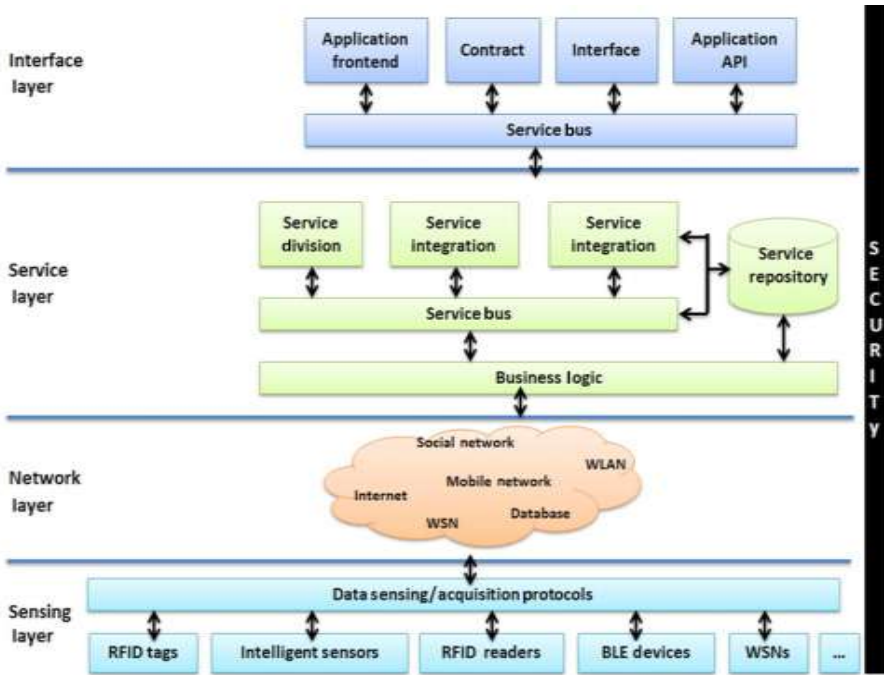 Interface
layer
Application
frontend
Contract
Interface
Application
API
Service bus
Service
layer
Service
division
Service
integration
Service
integration
Service
repository
Service bus
Business logic
Network
layer
Social network
WLAN
Mobile network
Internet
Database
WSN
Sensing
layer
Data sensing/acquisition protocols
RFID tags
Intelligent sensors
RFID readers
BLE devices
WSNs
...
S
E
C
U
R
I
T
y